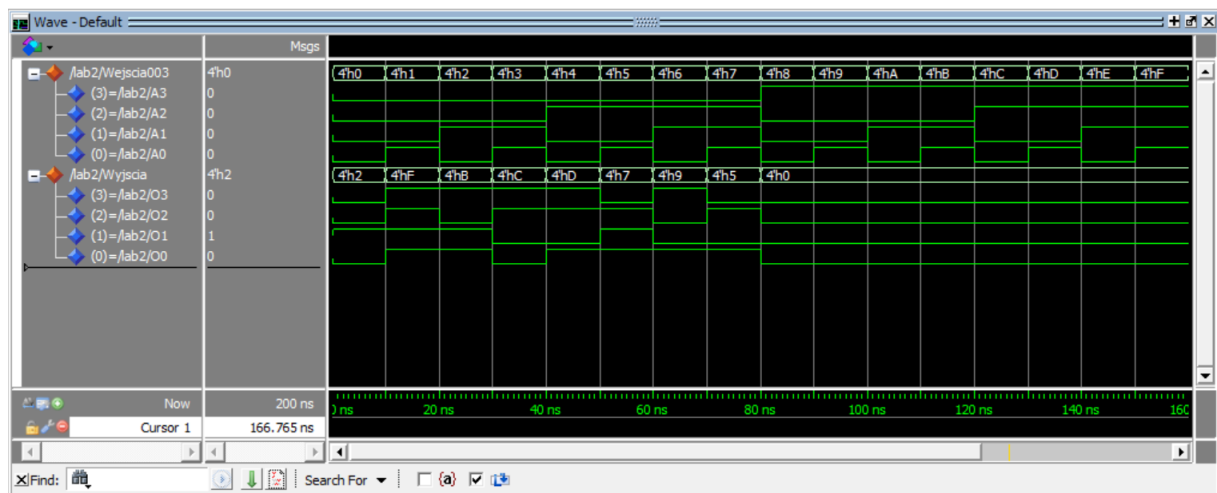 Wave - Default
Msgs
/lab2/Wejscia003 4'h0 4'h0 4'h1 4'h2 4'h3 4'h4 4'h5 4'h6 4'h7 4'h8 4'h9 4'hA 4'hB 4'hC 4'hD 4'hE 4'hF
(3)=/lab2/A3 0
(2)=/lab2/A2 0
(1)=/lab2/A1 0
(0)=/lab2/A0 0
/lab2/Wyjscia 4'h2 4'h2 4'hF 4'hB 4'hC 4'hD 4'h7 4'h9 4'h5 4'h0
(3)=/lab2/O3 0
(2)=/lab2/O2 0
(1)=/lab2/O1 1
(0)=/lab2/O0 0
Now 200 ns ns 20 ns 40 ns 60 ns 80 ns 100 ns 120 ns 140 ns 160
Cursor 1 166.765 ns
Find: Search For {a}